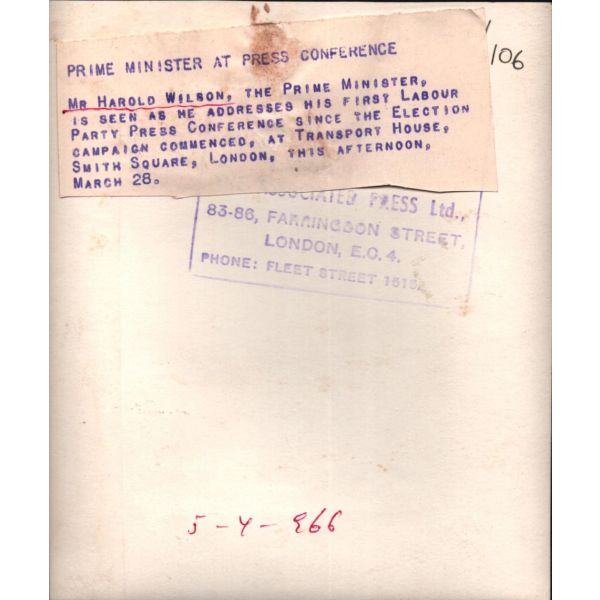 /106
PRIME MINISTER AT PRESS CONFERENCE
MR HAROLD WILSON, THE PRIME MINISTER,
IS SEEN AS HE ADDRESSES HIS FIRST LABOUR
PARTY PRESS CONFERENCE SINCE THE ELECTION
CAMPAIGN COMMENCED, AT TRANSPORT HOUSE,
SMITH SQUARE, LONDON, THIS AFTERNOON,
MARCH 28.
ASSOCIATED PRESS Ltd.,
83-86, FARRINGDON STREET,
LONDON, E.C. 4.
PHONE: FLEET STREET
5-4-966